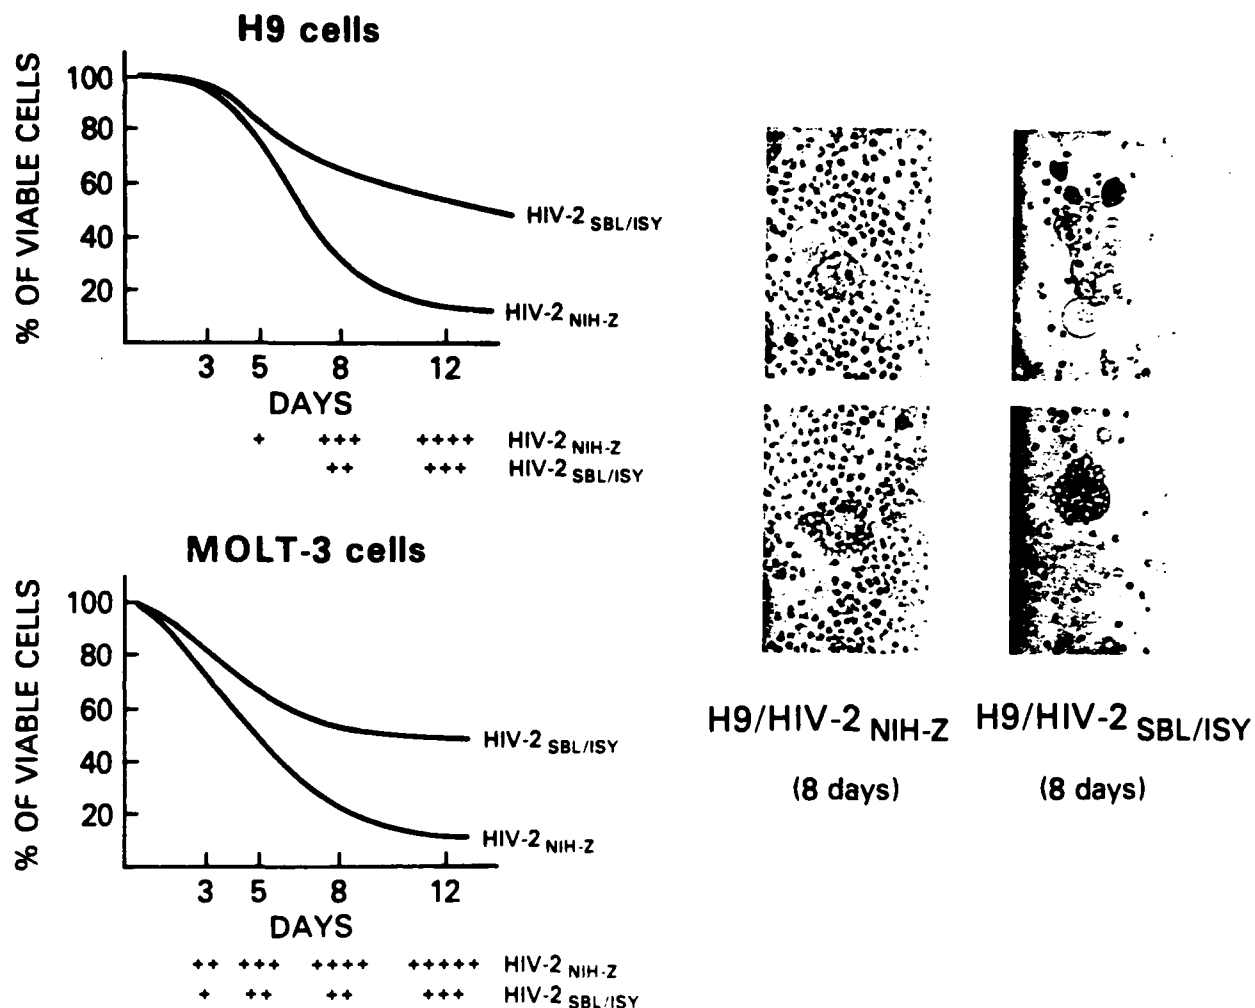 H9 cells
% OF VIABLE CELLS
100
80
60
40
20
HIV-2 SBL/ISY
HIV-2 NIH-Z
3 5 8 12
DAYS
+ +++ ++++ HIV-2 NIH-Z
++ +++ HIV-2 SBL/ISY
MOLT-3 cells
% OF VIABLE CELLS
100
80
60
40
20
HIV-2 SBL/ISY
HIV-2 NIH-Z
3 5 8 12
DAYS
++ +++ ++++ +++++ HIV-2 NIH-Z
+ ++ ++ +++ HIV-2 SBL/ISY
H9/HIV-2 NIH-Z
(8 days)
H9/HIV-2 SBL/ISY
(8 days)